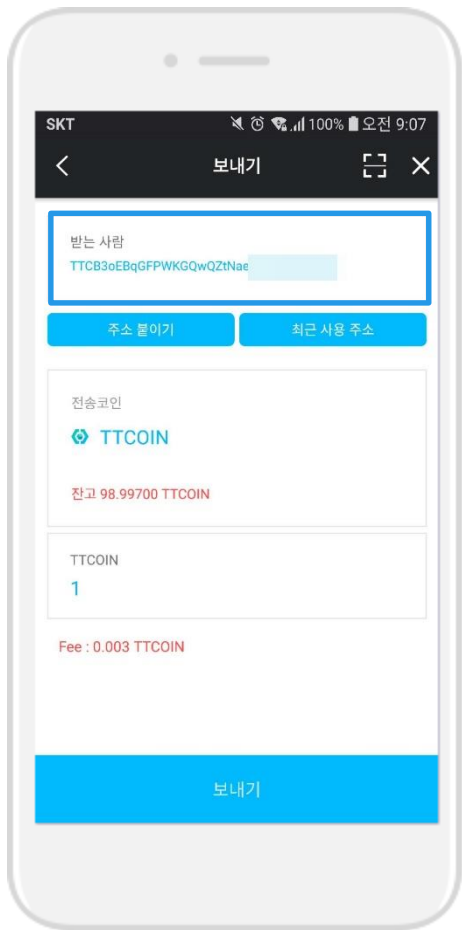 SKT 100% 오전 9:07
보내기
받는 사람
TTCB3oEBqGFPWKGQwQZtNae
주소 붙이기 최근 사용 주소
전송코인
TTCOIN
잔고 98.99700 TTCOIN
TTCOIN
1
Fee : 0.003 TTCOIN
보내기